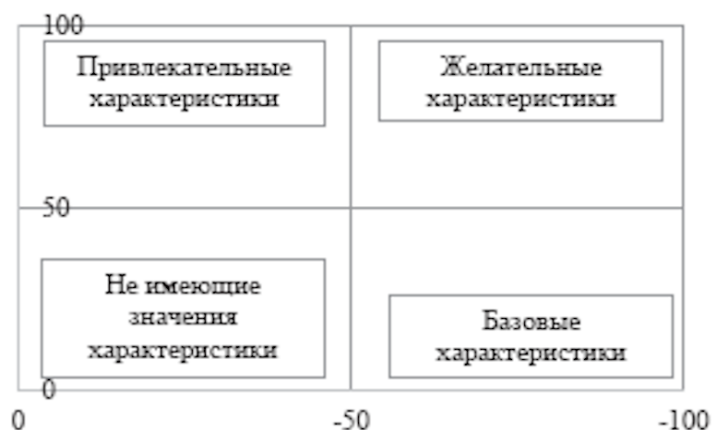 100
Привлекательные
характеристики
Желательные
характеристики
50
Не имеющие
значения
характеристики
Базовые
характеристики
0
0
-50
-100